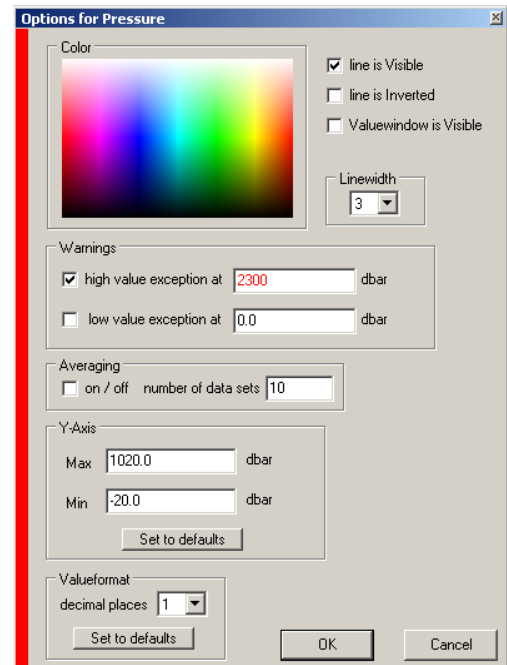 Options for Pressure
Color
line is Visible
line is Inverted
Valuewindow is Visible
Linewidth
3
Warnings
high value exception at 2300 dbar
low value exception at 0.0 dbar
Averaging
on / off number of data sets 10
Y-Axis
Max 1020.0 dbar
Min -20.0 dbar
Set to defaults
Valueformat
decimal places 1
Set to defaults
OK Cancel